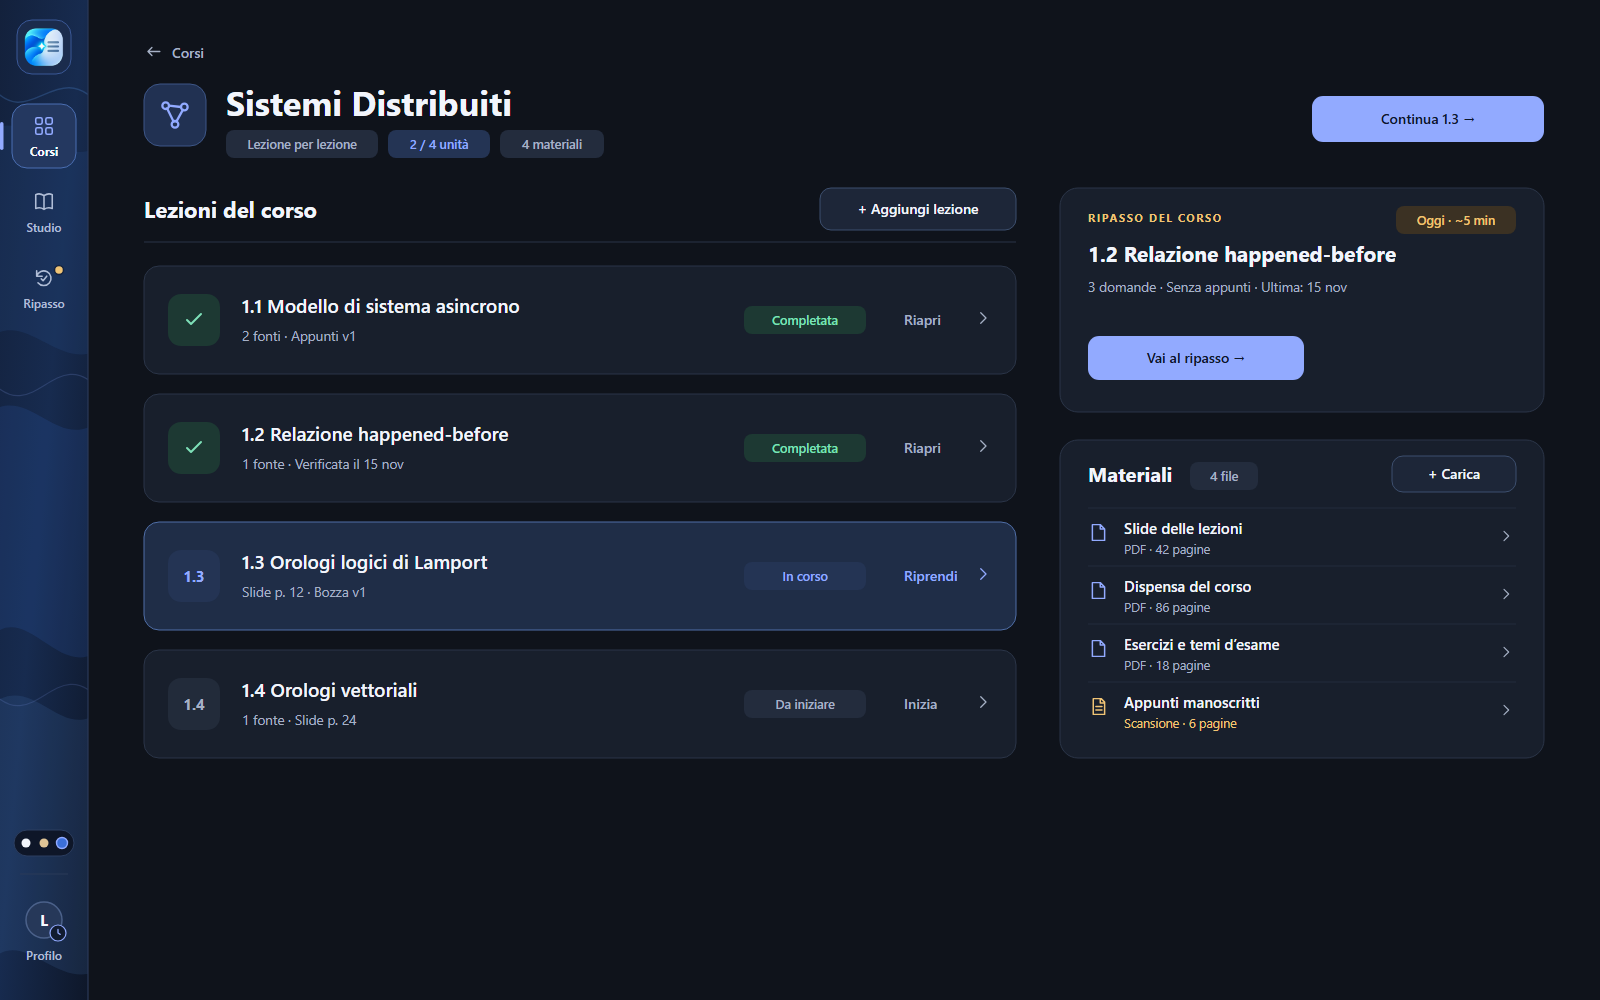 Corsi
Studio
Ripasso
L
Profilo
← Corsi
Sistemi Distribuiti
Lezione per lezione
2 / 4 unità
4 materiali
Continua 1.3 →
Lezioni del corso
+ Aggiungi lezione
1.1 Modello di sistema asincrono
2 fonti · Appunti v1
Completata
Riapri
1.2 Relazione happened-before
1 fonte · Verificata il 15 nov
Completata
Riapri
1.3
1.3 Orologi logici di Lamport
Slide p. 12 · Bozza v1
In corso
Riprendi
1.4
1.4 Orologi vettoriali
1 fonte · Slide p. 24
Da iniziare
Inizia
RIPASSO DEL CORSO
Oggi · ~5 min
1.2 Relazione happened-before
3 domande · Senza appunti · Ultima: 15 nov
Vai al ripasso →
Materiali
4 file
+ Carica
Slide delle lezioni
PDF · 42 pagine
Dispensa del corso
PDF · 86 pagine
Esercizi e temi d’esame
PDF · 18 pagine
Appunti manoscritti
Scansione · 6 pagine